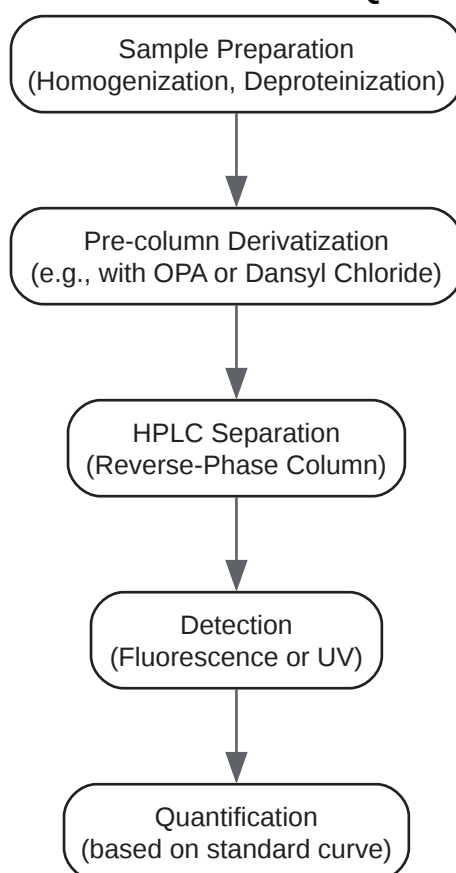 Sample Preparation
(Homogenization, Deproteinization)
Pre-column Derivatization
(e.g., with OPA or Dansyl Chloride)
HPLC Separation
(Reverse-Phase Column)
Detection
(Fluorescence or UV)
Quantification
(based on standard curve)